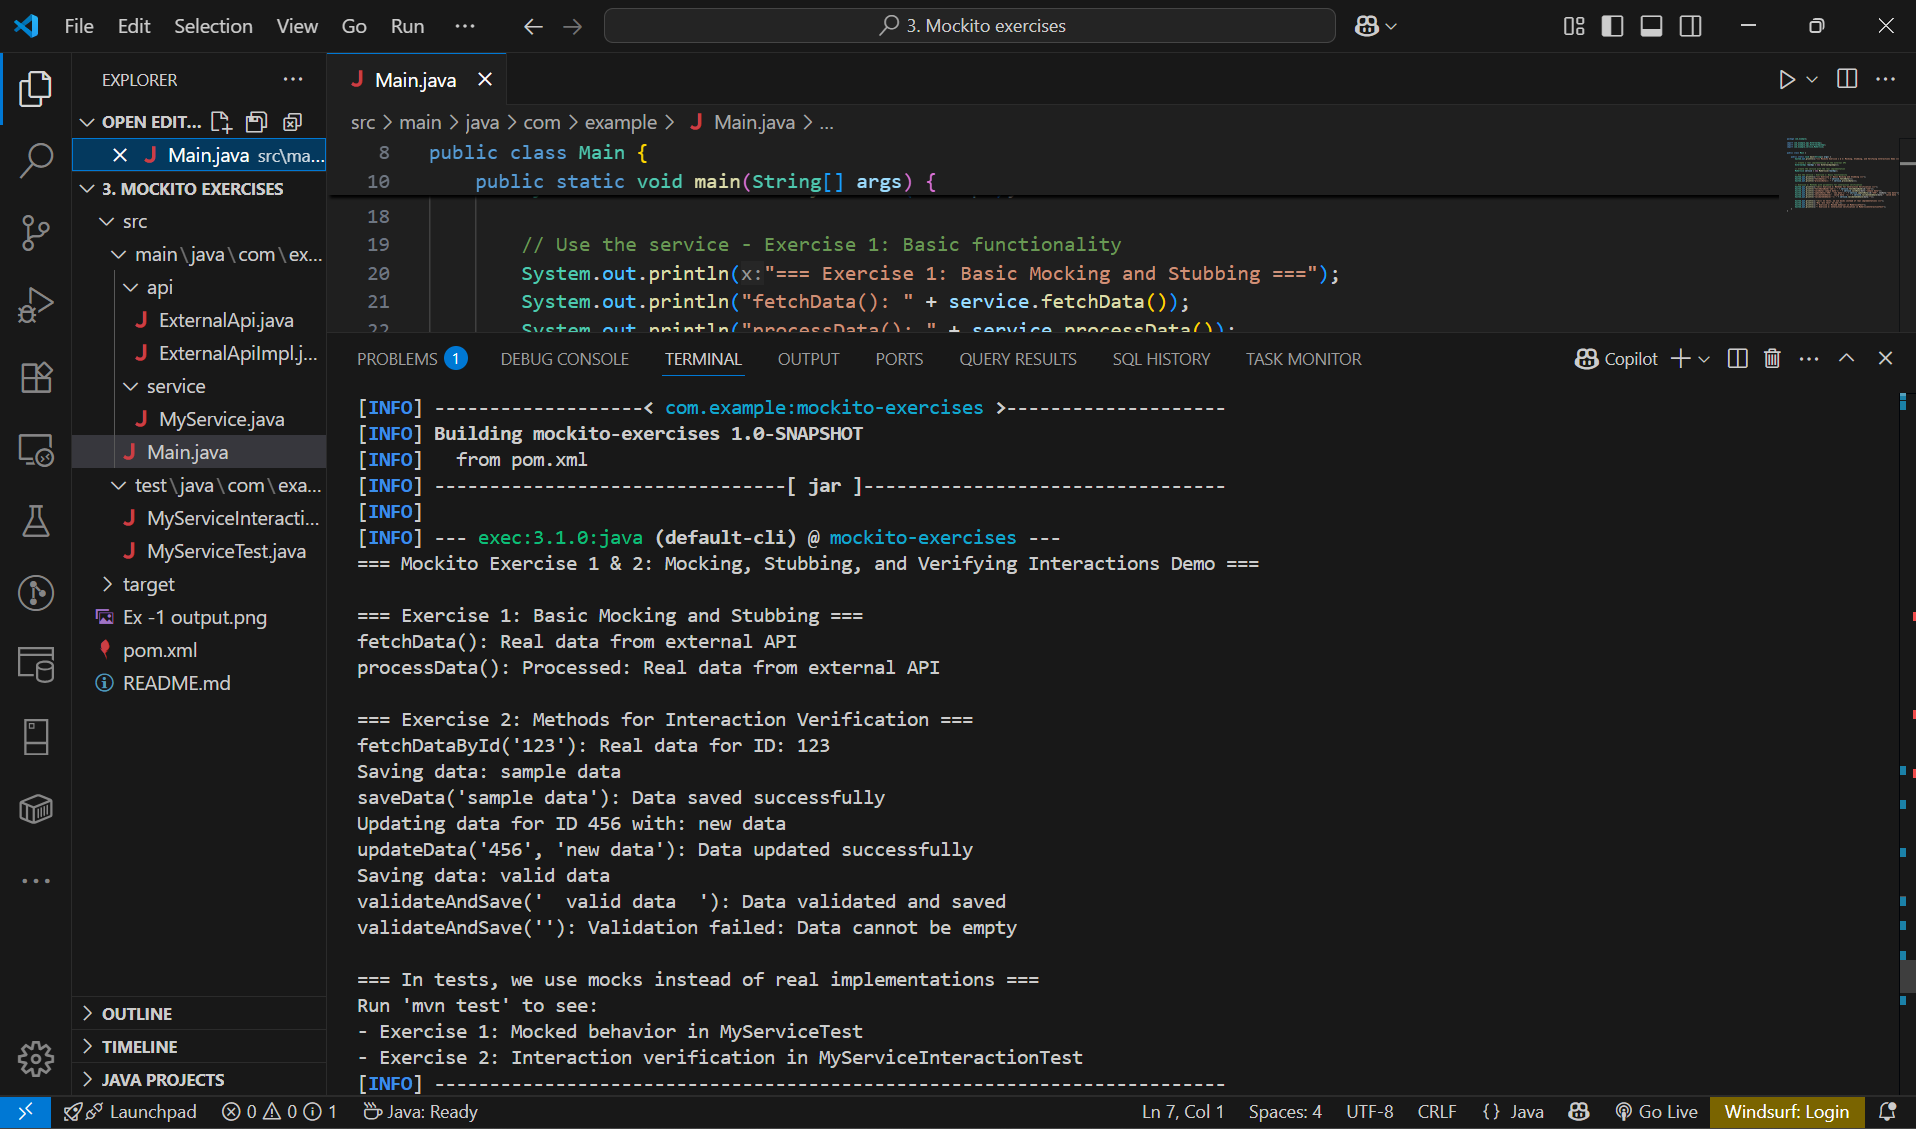 File Edit Selection View Go Run ··· 3. Mockito exercises
EXPLORER ···
OPEN EDIT...
Main.java src\ma...
3. MOCKITO EXERCISES
src
main\java\com\ex...
api
ExternalApi.java
ExternalApiImpl.j...
service
MyService.java
Main.java
test\java\com\exa...
MyServiceInteracti...
MyServiceTest.java
target
Ex -1 output.png
pom.xml
README.md
OUTLINE
TIMELINE
JAVA PROJECTS
Main.java
src > main > java > com > example > Main.java > ...
8 public class Main {
10 public static void main(String[] args) {
18
19 // Use the service - Exercise 1: Basic functionality
20 System.out.println(x:"=== Exercise 1: Basic Mocking and Stubbing ===");
21 System.out.println("fetchData(): " + service.fetchData());
22 System.out.println("processData(): " + service.processData());
PROBLEMS 1 DEBUG CONSOLE TERMINAL OUTPUT PORTS QUERY RESULTS SQL HISTORY TASK MONITOR Copilot
[INFO] -------------------< com.example:mockito-exercises >--------------------
[INFO] Building mockito-exercises 1.0-SNAPSHOT
[INFO]   from pom.xml
[INFO] --------------------------------[ jar ]---------------------------------
[INFO]
[INFO] --- exec:3.1.0:java (default-cli) @ mockito-exercises ---
=== Mockito Exercise 1 & 2: Mocking, Stubbing, and Verifying Interactions Demo ===
=== Exercise 1: Basic Mocking and Stubbing ===
fetchData(): Real data from external API
processData(): Processed: Real data from external API
=== Exercise 2: Methods for Interaction Verification ===
fetchDataById('123'): Real data for ID: 123
Saving data: sample data
saveData('sample data'): Data saved successfully
Updating data for ID 456 with: new data
updateData('456', 'new data'): Data updated successfully
Saving data: valid data
validateAndSave('  valid data  '): Data validated and saved
validateAndSave(''): Validation failed: Data cannot be empty
=== In tests, we use mocks instead of real implementations ===
Run 'mvn test' to see:
- Exercise 1: Mocked behavior in MyServiceTest
- Exercise 2: Interaction verification in MyServiceInteractionTest
[INFO] ------------------------------------------------------------------------
Launchpad 0 0 1 Java: Ready Ln 7, Col 1 Spaces: 4 UTF-8 CRLF {} Java Go Live Windsurf: Login